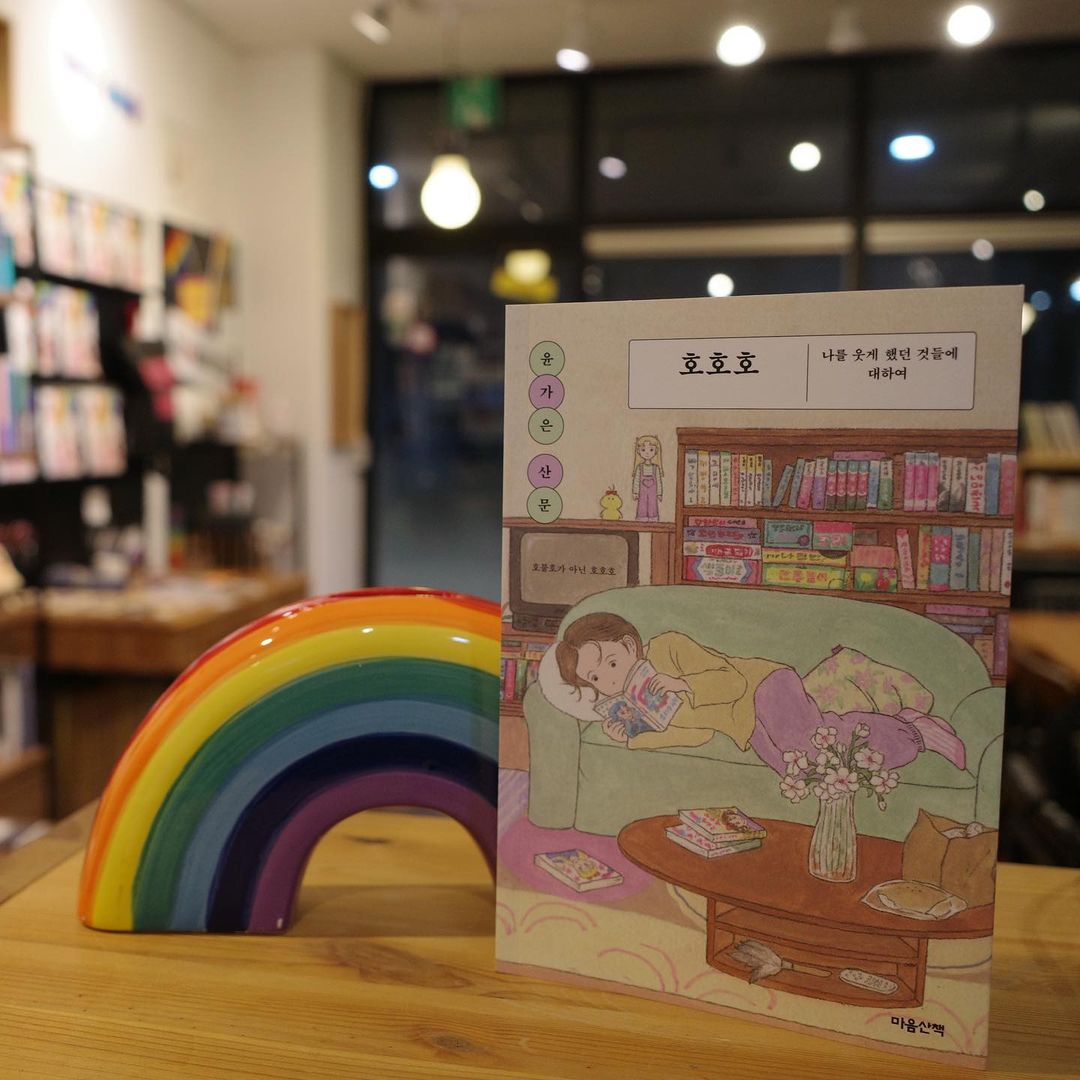 호호호
나를 웃게 했던 것들에
대하여
윤가은 산문
호불호가 아닌 호호호
마음산책